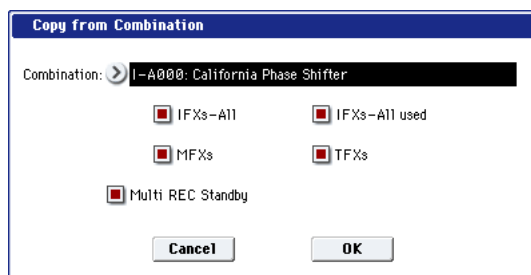 Copy from Combination
Combination: I-A000: California Phase Shifter
IFXs-All IFXs-All used
MFXs TFXs
Multi REC Standby
Cancel OK